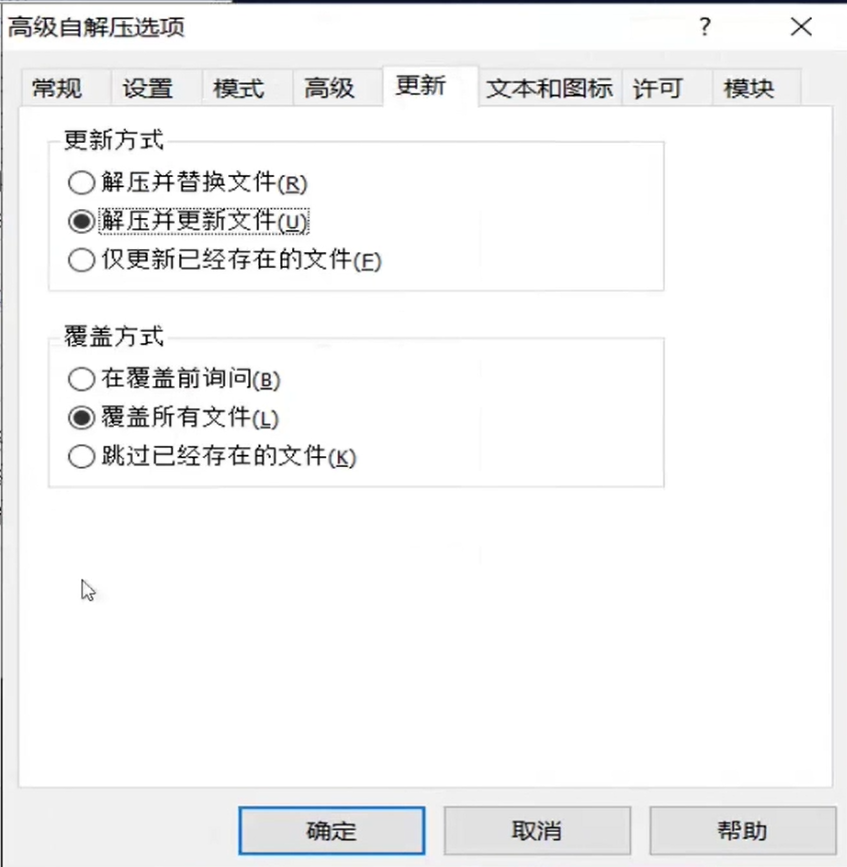 高级自解压选项 ?
常规 设置 模式 高级 更新 文本和图标 许可 模块
更新方式
解压并替换文件(R)
解压并更新文件(U)
仅更新已经存在的文件(F)
覆盖方式
在覆盖前询问(B)
覆盖所有文件(L)
跳过已经存在的文件(K)
确定 取消 帮助